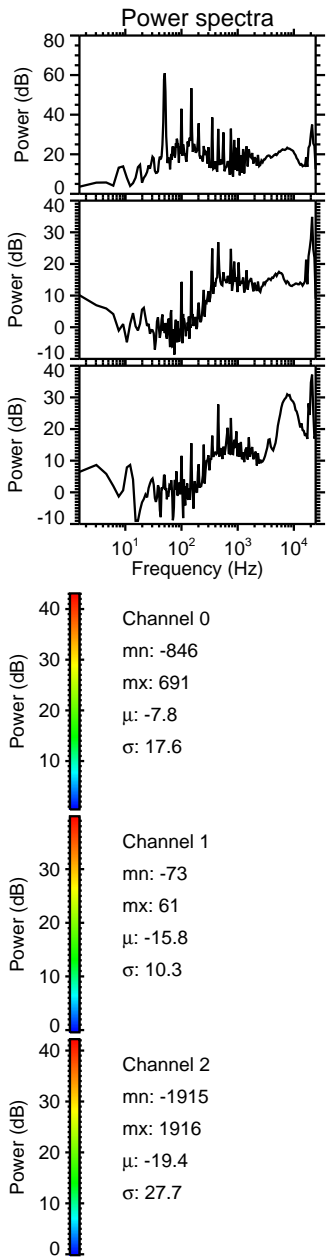 Power spectra
80
60
40
20
0
Power (dB)
40
30
20
10
0
-10
Power (dB)
40
30
20
10
0
-10
Power (dB)
10¹ 10² 10³ 10⁴
Frequency (Hz)
40
30
20
10
Power (dB)
Channel 0
mn: -846
mx: 691
μ: -7.8
σ: 17.6
30
20
10
0
Power (dB)
Channel 1
mn: -73
mx: 61
μ: -15.8
σ: 10.3
40
30
20
10
0
Power (dB)
Channel 2
mn: -1915
mx: 1916
μ: -19.4
σ: 27.7